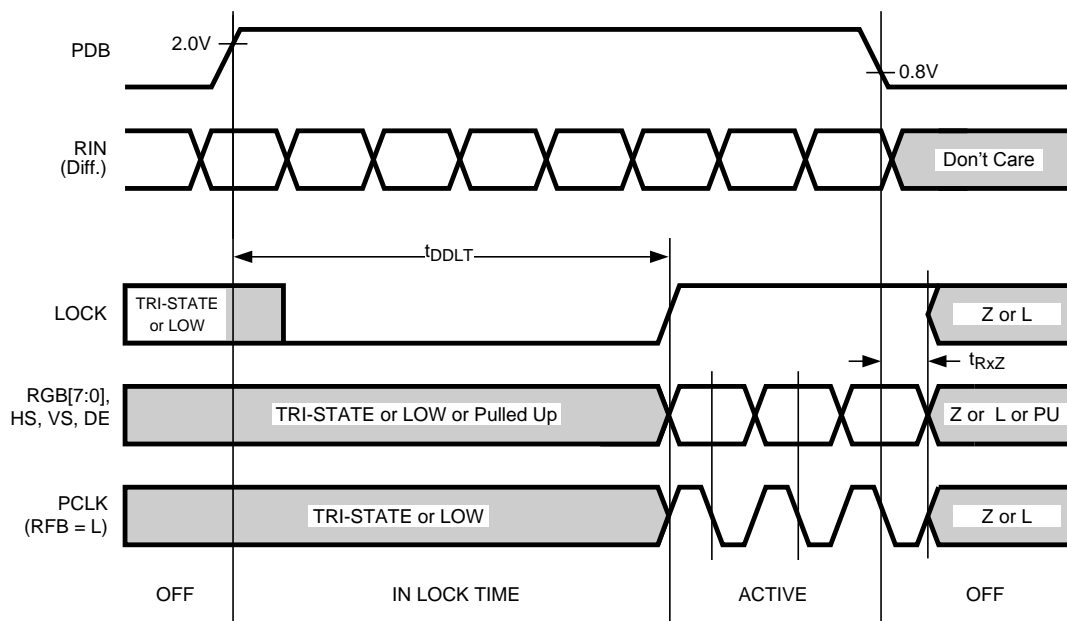 PDB
2.0V
0.8V
RIN
(Diff.)
Don't Care
tDDLT
LOCK
TRI-STATE
or LOW
Z or L
tRxZ
RGB[7:0],
HS, VS, DE
TRI-STATE or LOW or Pulled Up
Z or L or PU
PCLK
(RFB = L)
TRI-STATE or LOW
Z or L
OFF
IN LOCK TIME
ACTIVE
OFF